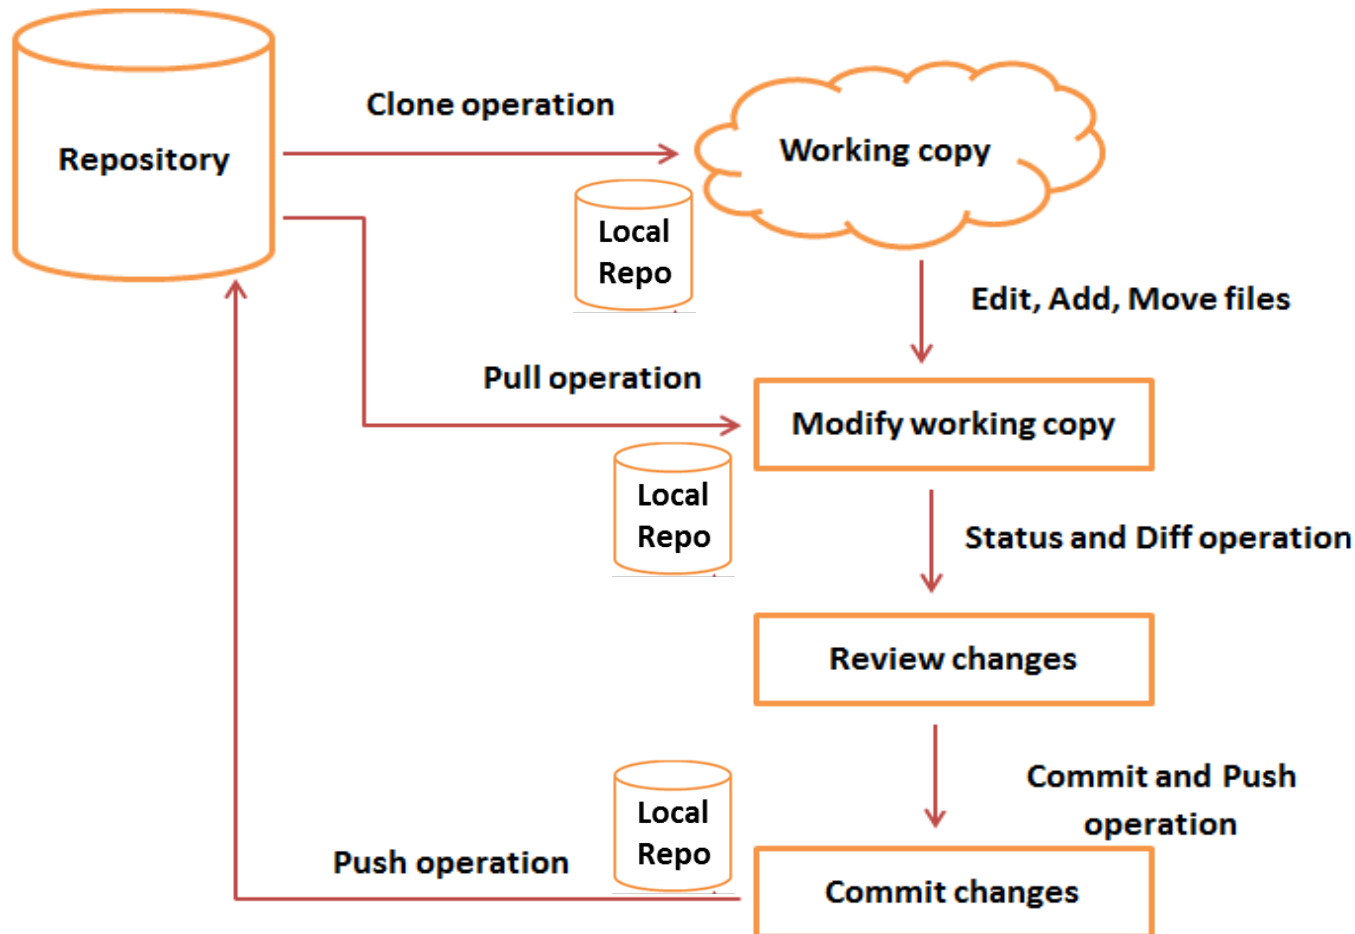 Clone operation
Repository
Working copy
Local
Repo
Edit, Add, Move files
Pull operation
Modify working copy
Local
Repo
Status and Diff operation
Review changes
Commit and Push
operation
Local
Repo
Push operation
Commit changes